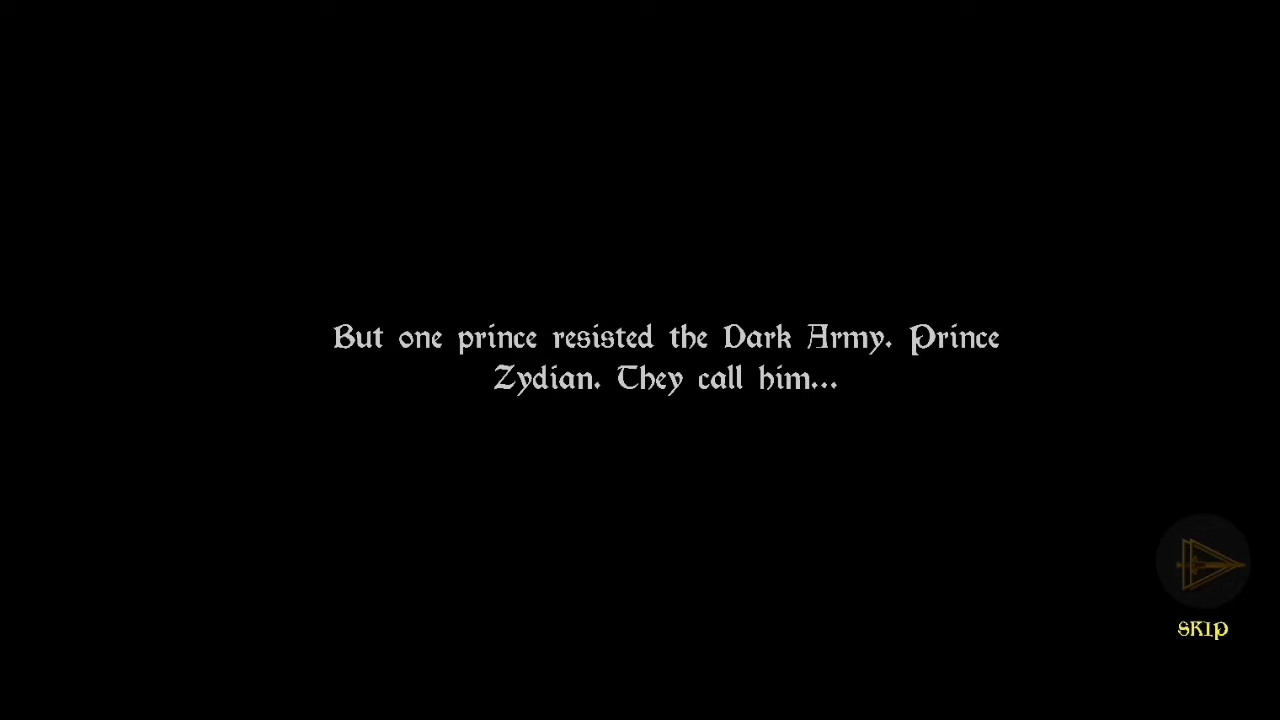 But one prince resisted the Dark Army. Prince
Zydian. They call him...
SKIP